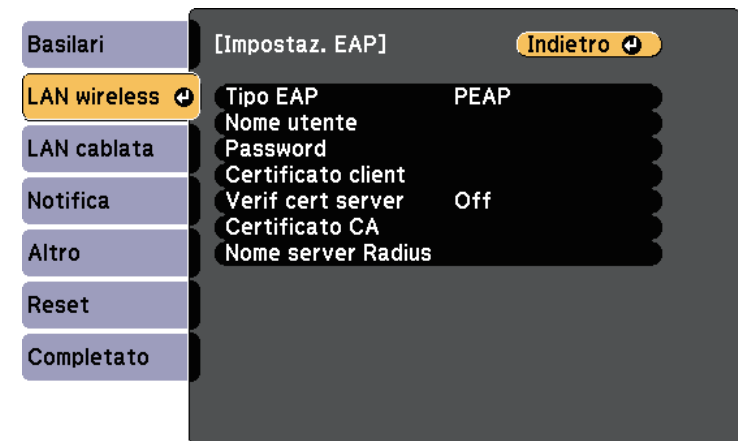 Basilari
LAN wireless
LAN cablata
Notifica
Altro
Reset
Completato
[Impostaz. EAP] Indietro
Tipo EAP PEAP
Nome utente
Password
Certificato client
Verif cert server Off
Certificato CA
Nome server Radius